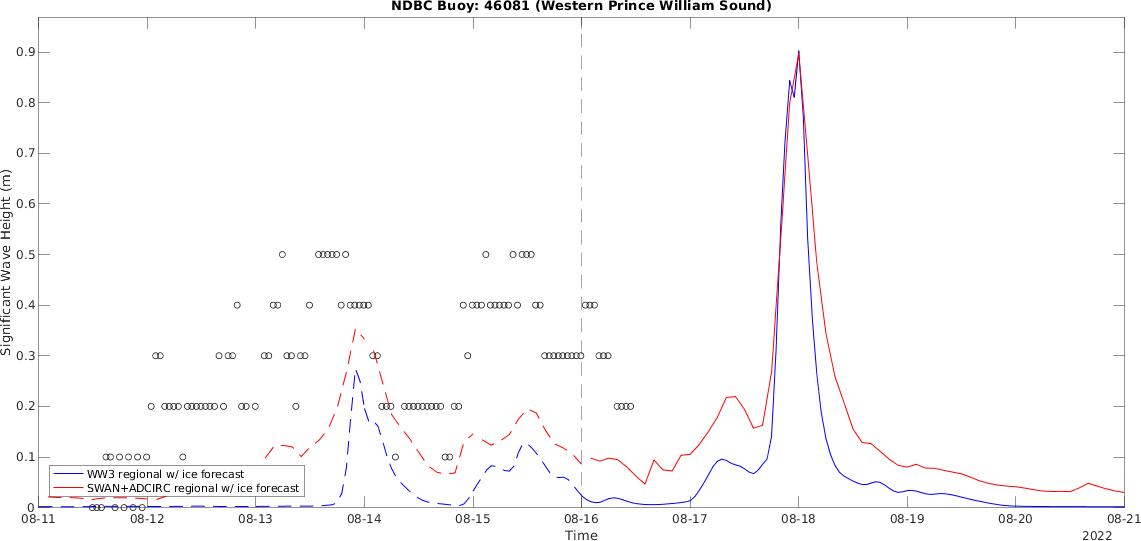 NDBC Buoy: 46081 (Western Prince William Sound)
Significant Wave Height (m)
0.9
0.8
0.7
0.6
0.5
0.4
0.3
0.2
0.1
0
WW3 regional w/ ice forecast
SWAN+ADCIRC regional w/ ice forecast
08-11 08-12 08-13 08-14 08-15 08-16 08-17 08-18 08-19 08-20 08-21
Time
2022